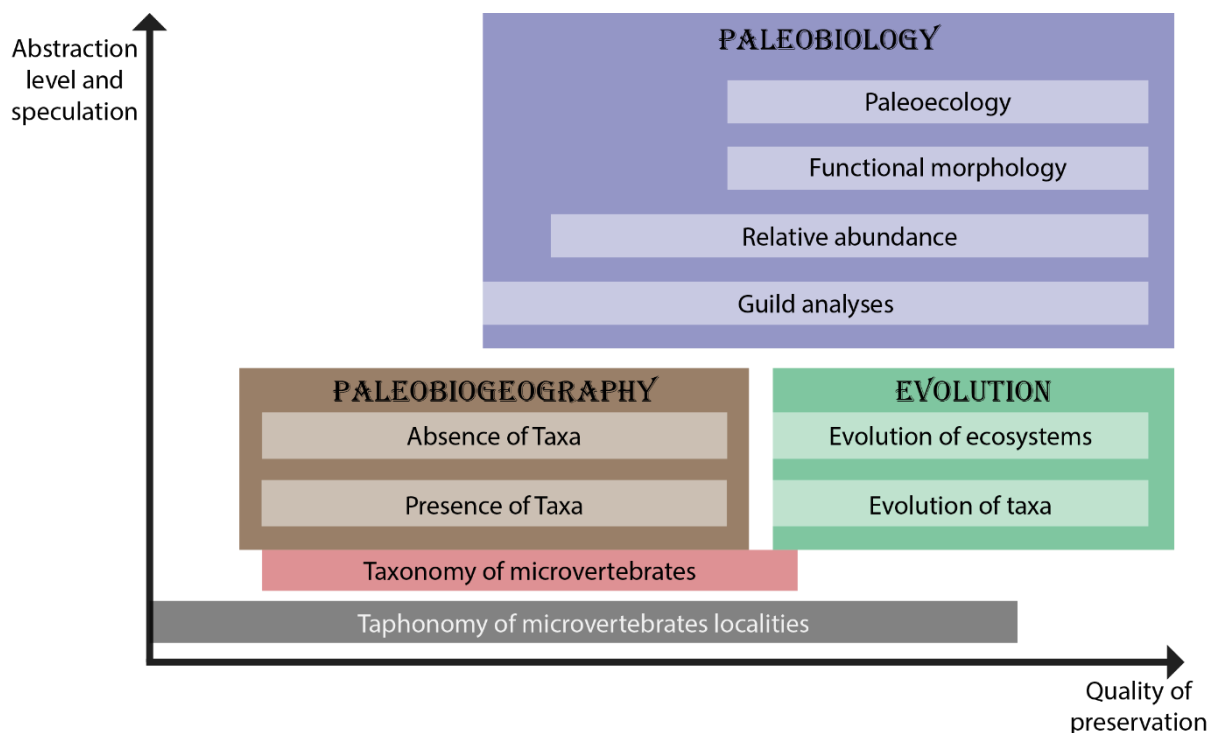 Abstraction
level and
speculation
PALEOBIOLOGY
Paleoecology
Functional morphology
Relative abundance
Guild analyses
PALEOBIOGEOGRAPHY
Absence of Taxa
Presence of Taxa
EVOLUTION
Evolution of ecosystems
Evolution of taxa
Taxonomy of microvertebrates
Taphonomy of microvertebrates localities
Quality of
preservation